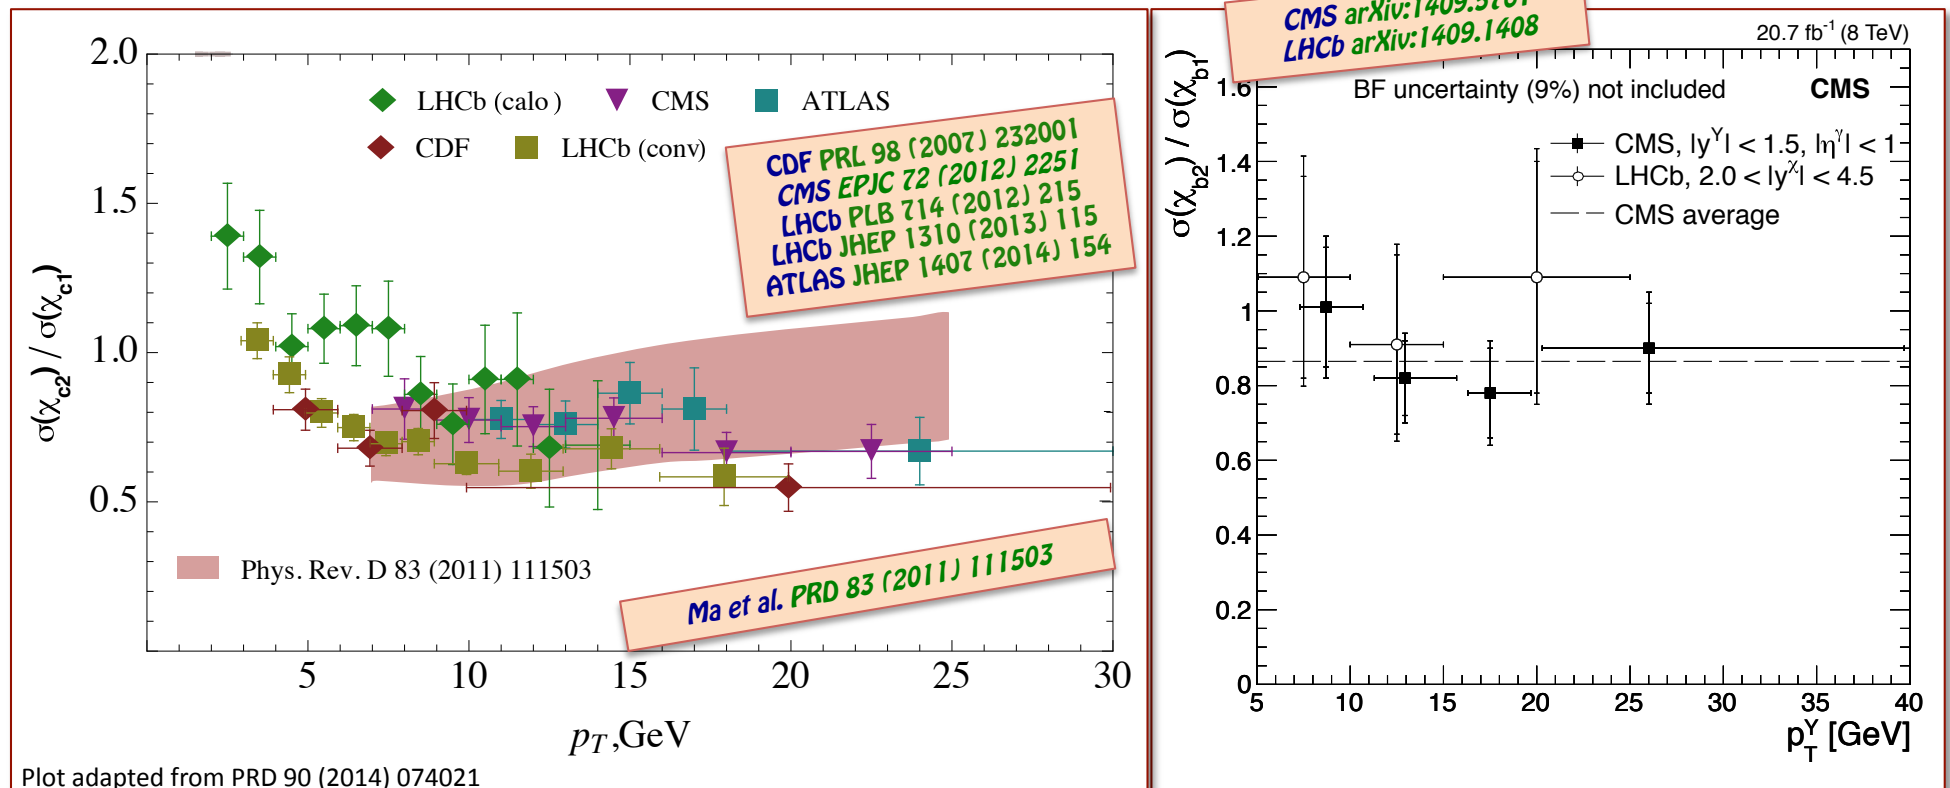 2.0
1.5
1.0
0.5
5 10 15 20 25 30
σ(χc2) / σ(χc1)
pT ,GeV
LHCb (calo) CMS ATLAS
CDF LHCb (conv)
CDF PRL 98 (2007) 232001
CMS EPJC 72 (2012) 2251
LHCb PLB 714 (2012) 215
LHCb JHEP 1310 (2013) 115
ATLAS JHEP 1407 (2014) 154
Phys. Rev. D 83 (2011) 111503
Ma et al. PRD 83 (2011) 111503
Plot adapted from PRD 90 (2014) 074021
CMS arXiv:1409.5761
LHCb arXiv:1409.1408
20.7 fb⁻¹ (8 TeV)
BF uncertainty (9%) not included CMS
CMS, |yΥ| < 1.5, |ηγ| < 1
LHCb, 2.0 < |yχ| < 4.5
CMS average
σ(χb2) / σ(χb1)
1.6
1.4
1.2
1
0.8
0.6
0.4
0.2
0
5 10 15 20 25 30 35 40
pTΥ [GeV]